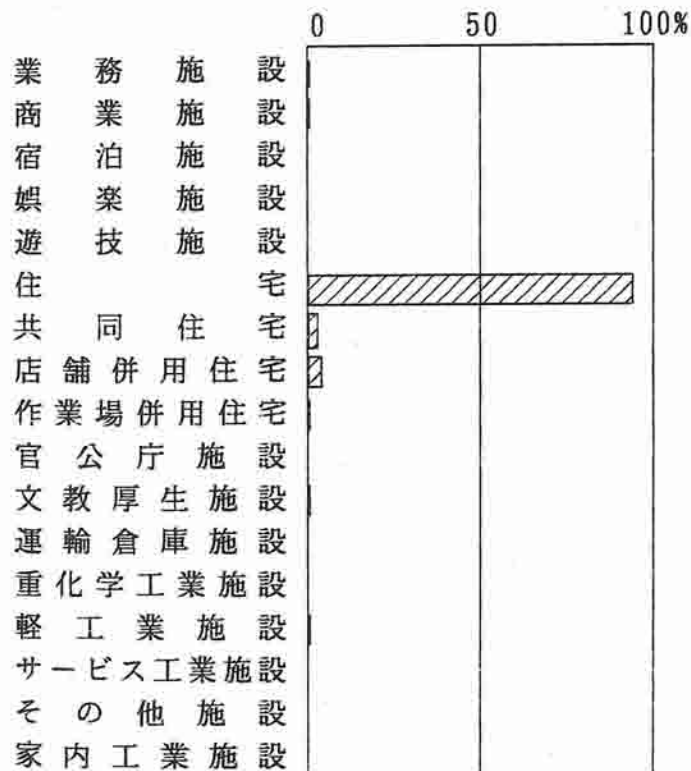 0 50 100%
業務施設
商業施設
宿泊施設
娯楽施設
遊技施設
住宅
共同住宅
店舗併用住宅
作業場併用住宅
官公庁施設
文教厚生施設
運輸倉庫施設
重化学工業施設
軽工業施設
サービス工業施設
その他施設
家内工業施設